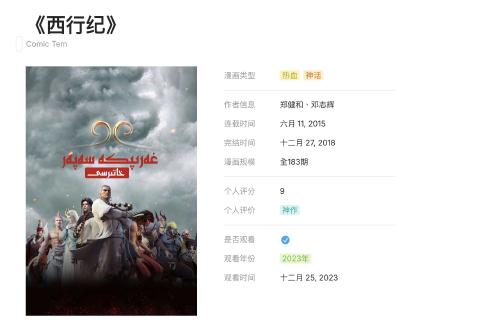 《西行纪》
Comic Tem
غەربپكە سەپەر
خاتىرىسى
漫画类型 热血 神话
作者信息 郑健和、邓志辉
连载时间 六月 11, 2015
完结时间 十二月 27, 2018
漫画规模 全183期
个人评分 9
个人评价 神作
是否观看
观看年份 2023年
观看时间 十二月 25, 2023